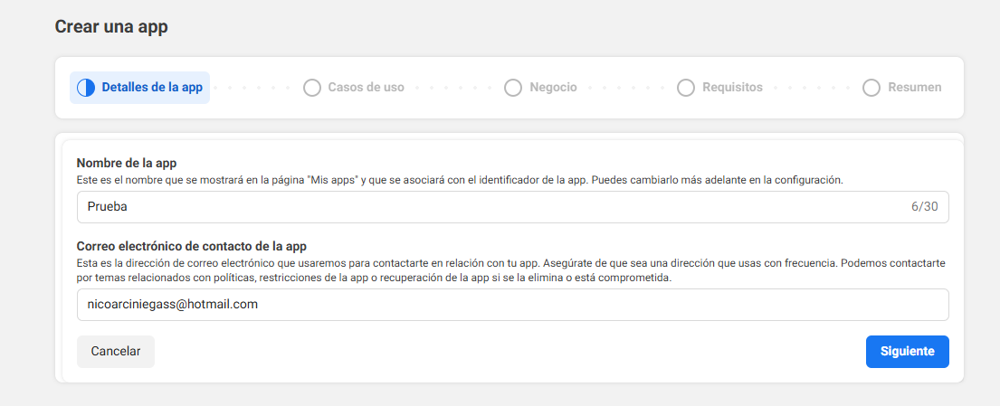 Crear una app
Detalles de la app
Casos de uso
Negocio
Requisitos
Resumen
Nombre de la app
Este es el nombre que se mostrará en la página "Mis apps" y que se asociará con el identificador de la app. Puedes cambiarlo más adelante en la configuración.
Prueba 6/30
Correo electrónico de contacto de la app
Esta es la dirección de correo electrónico que usaremos para contactarte en relación con tu app. Asegúrate de que sea una dirección que usas con frecuencia. Podemos contactarte
por temas relacionados con políticas, restricciones de la app o recuperación de la app si se la elimina o está comprometida.
nicoarciniegass@hotmail.com
Cancelar
Siguiente